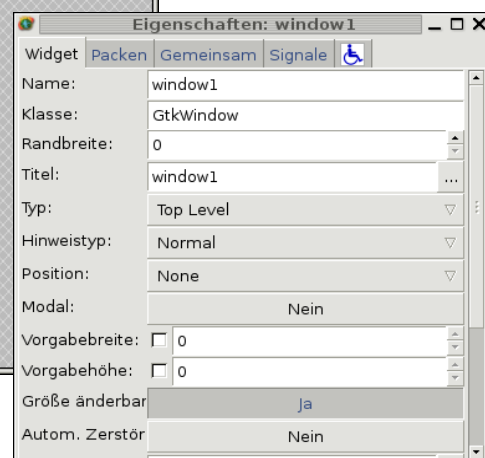 Eigenschaften: window1
Widget Packen Gemeinsam Signale
Name: window1
Klasse: GtkWindow
Randbreite: 0
Titel: window1 ...
Typ: Top Level
Hinweistyp: Normal
Position: None
Modal: Nein
Vorgabebreite: 0
Vorgabehöhe: 0
Größe änderbar Ja
Autom. Zerstör Nein